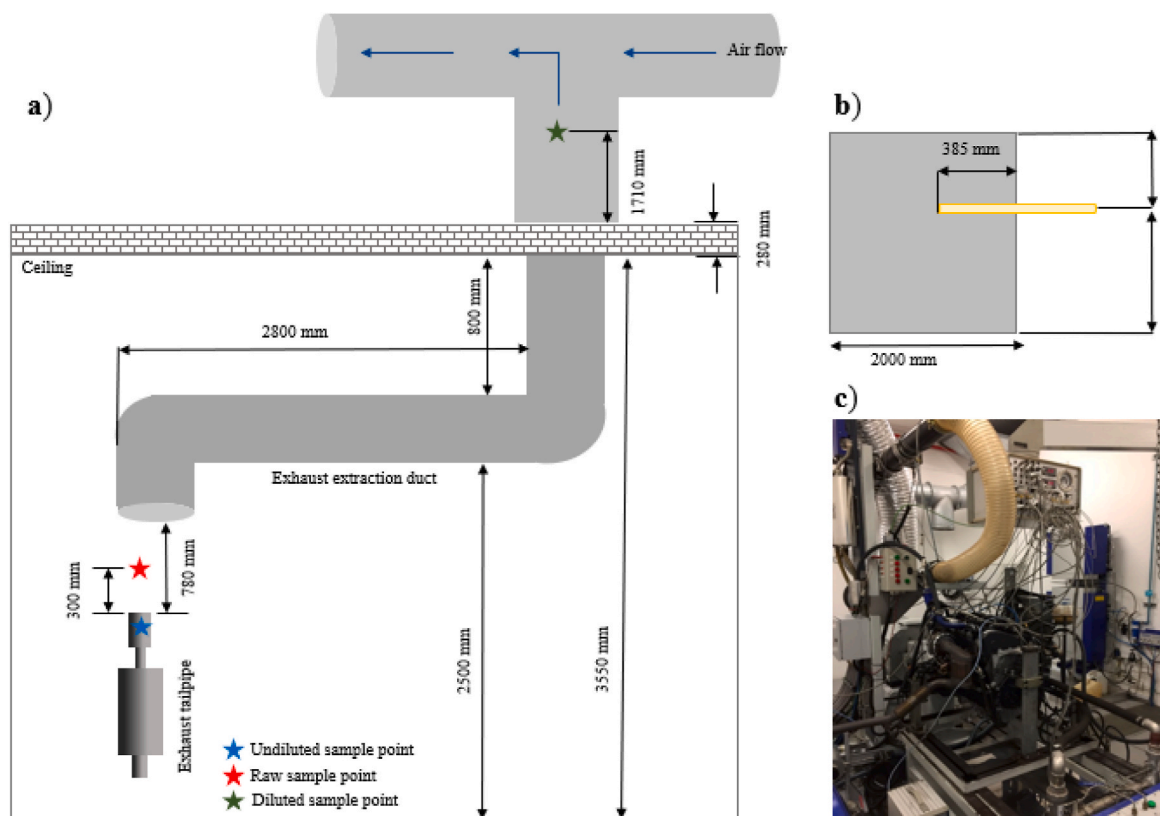 a)
Air flow
1710 mm
280 mm
Ceiling
800 mm
2800 mm
Exhaust extraction duct
780 mm
300 mm
2500 mm
3550 mm
Exhaust tailpipe
Undiluted sample point
Raw sample point
Diluted sample point
b)
385 mm
2000 mm
c)